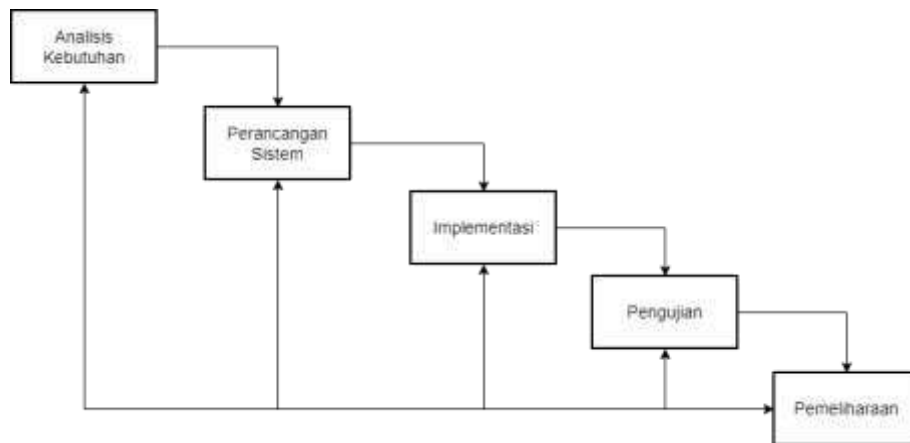 Analisis
Kebutuhan
Perancangan
Sistem
Implementasi
Pengujian
Pemeliharaan